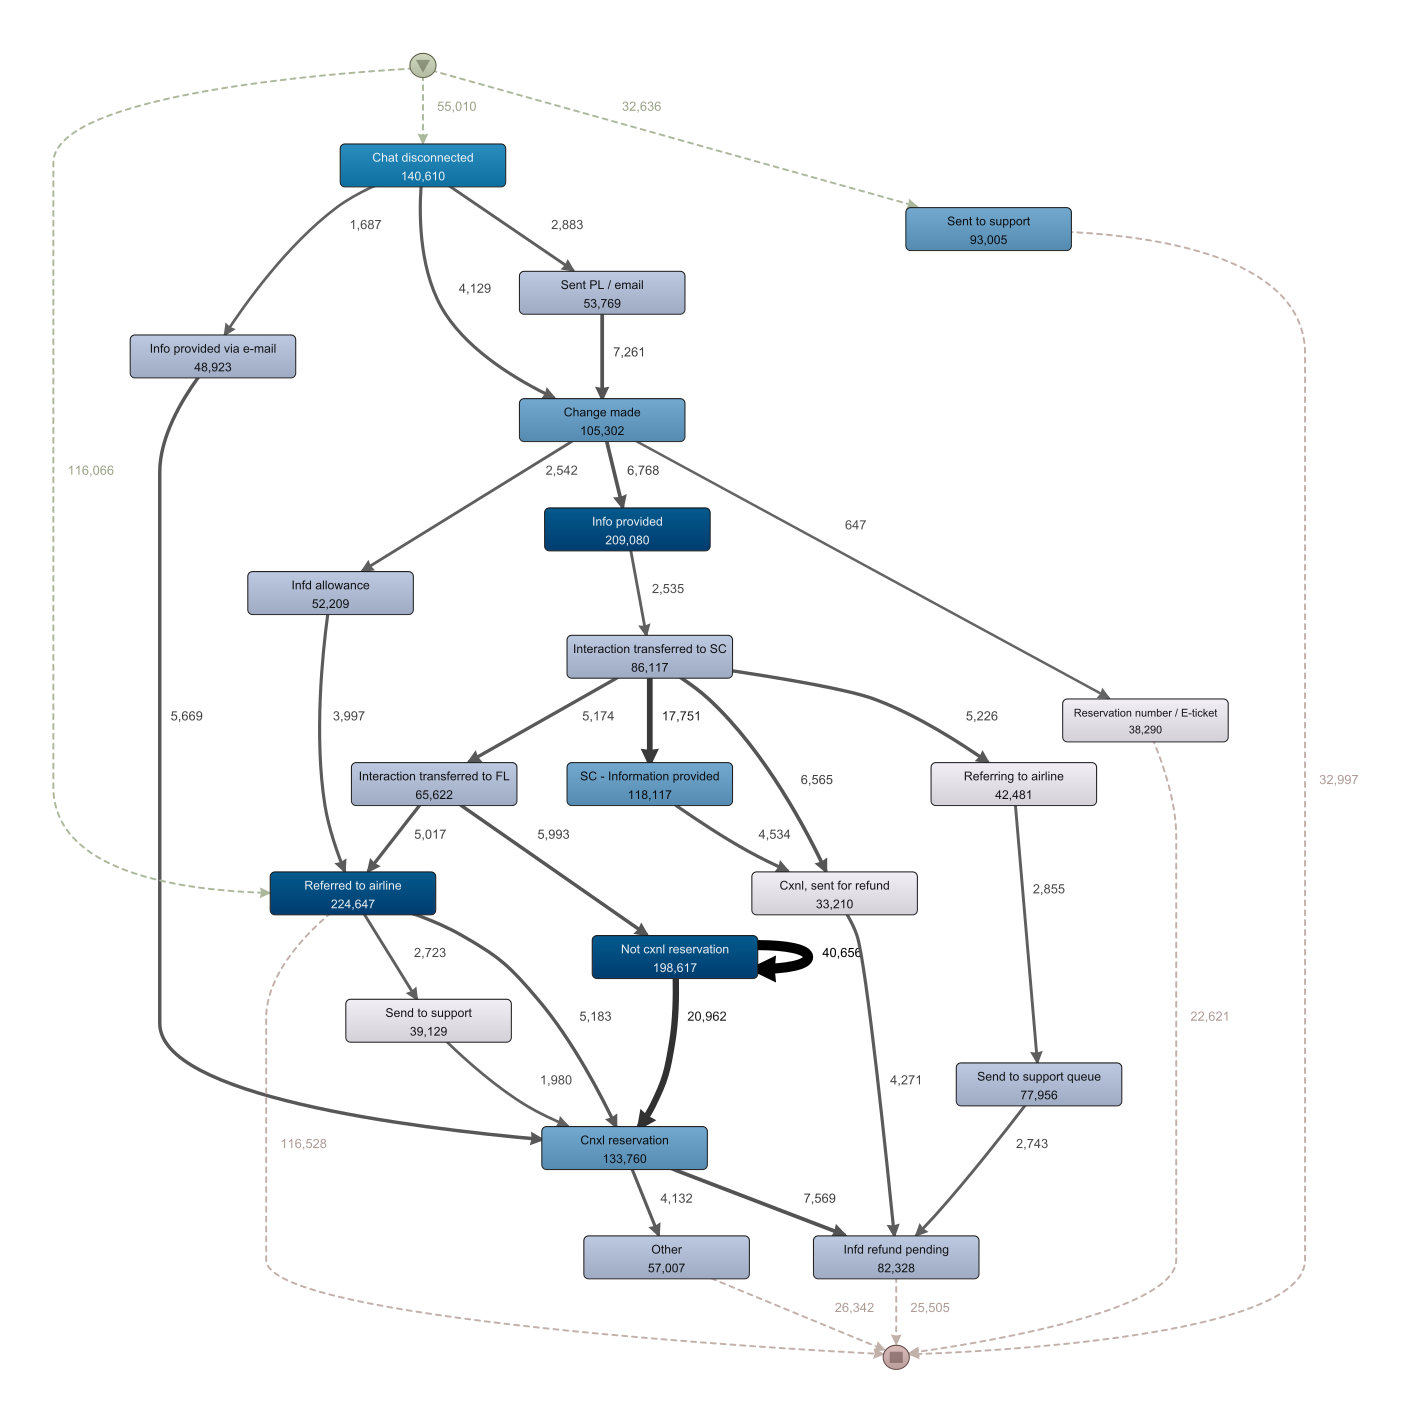 55,010
32,636
Chat disconnected
140,610
Sent to support
93,005
1,687
2,883
4,129
Sent PL / email
53,769
Info provided via e-mail
48,923
7,261
Change made
105,302
116,066
2,542
6,768
647
Info provided
209,080
Infd allowance
52,209
2,535
Interaction transferred to SC
86,117
5,669
3,997
5,174
17,751
5,226
Reservation number / E-ticket
38,290
Interaction transferred to FL
65,622
SC - Information provided
118,117
6,565
Referring to airline
42,481
32,997
5,017
5,993
4,534
Referred to airline
224,647
Cxnl, sent for refund
33,210
2,855
2,723
Not cxnl reservation
198,617
40,656
Send to support
39,129
5,183
20,962
22,621
1,980
4,271
Send to support queue
77,956
116,528
Cnxl reservation
133,760
2,743
4,132
7,569
Other
57,007
Infd refund pending
82,328
26,342
25,505